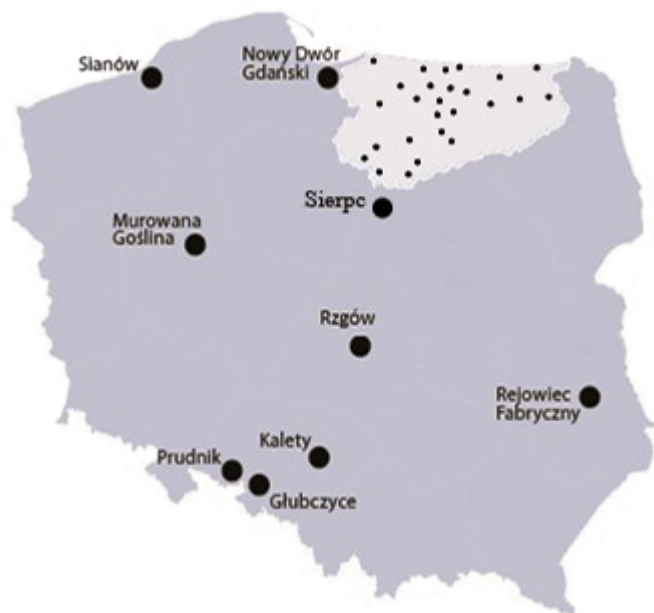 Sianów
Nowy Dwór
Gdański
Sierpc
Murowana
Goślina
Rzgów
Rejowiec
Fabryczny
Kalety
Prudnik
Głubczyce